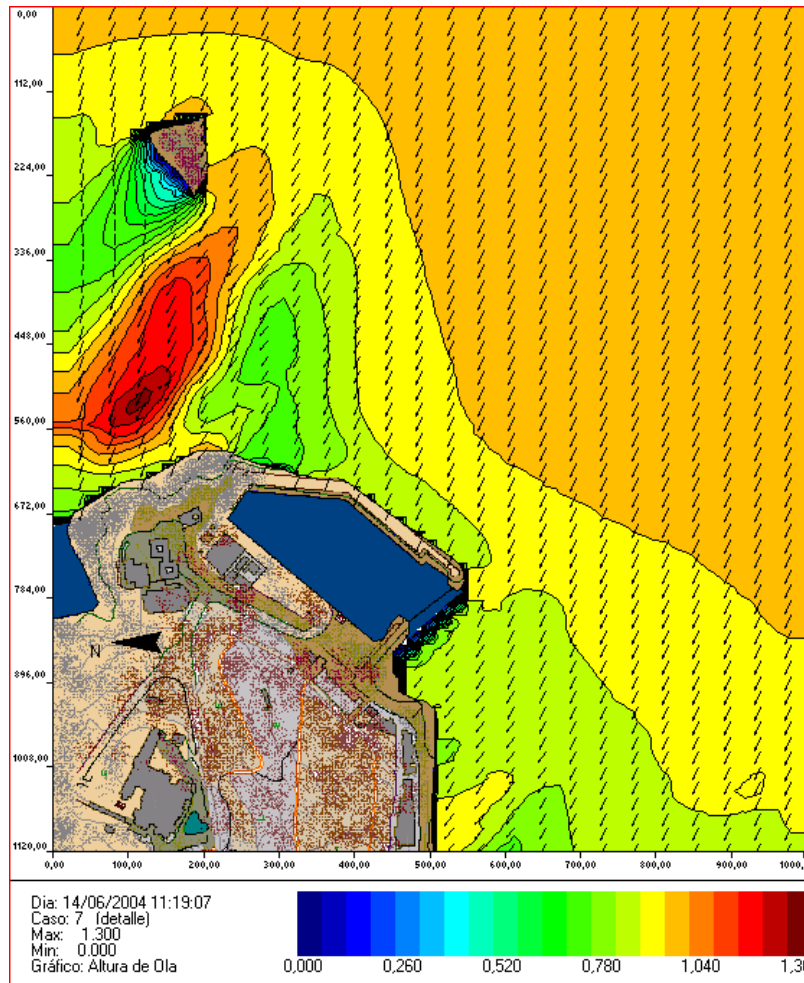 0,00
112,00
224,00
336,00
448,00
560,00
672,00
784,00
896,00
1008,00
1120,00
N
0,00 100,00 200,00 300,00 400,00 500,00 600,00 700,00 800,00 900,00 1000,
Dia: 14/06/2004 11:19:07
Caso: 7 (detalle)
Max: 1.300
Min: 0.000
Gráfico: Altura de Ola
0,000 0,260 0,520 0,780 1,040 1,30